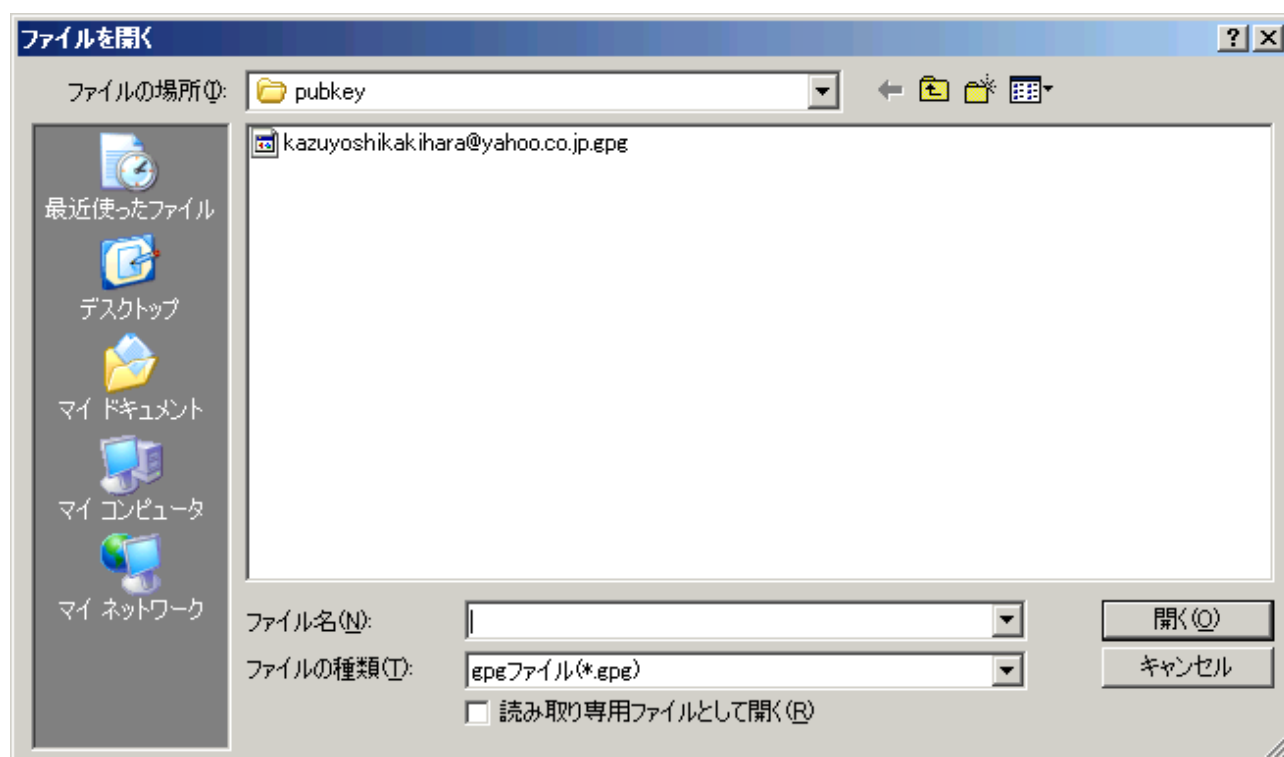 ファイルを開く
ファイルの場所(I):
pubkey
kazuyoshikakihara@yahoo.co.jp.gpg
最近使ったファイル
デスクトップ
マイ ドキュメント
マイ コンピュータ
マイ ネットワーク
ファイル名(N):
開く(O)
ファイルの種類(T):
gpgファイル(*.gpg)
キャンセル
読み取り専用ファイルとして開く(R)